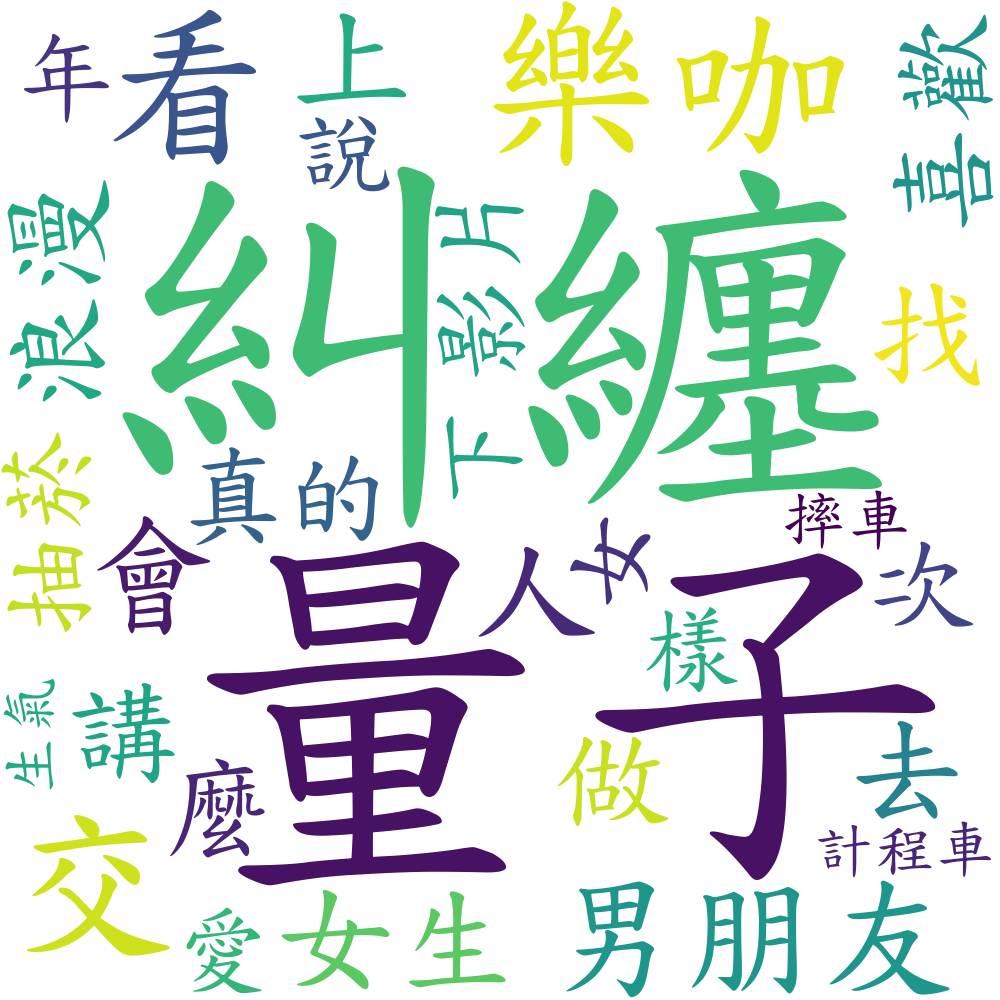 年
看
上
說
樂咖
喜歡
浪漫
糾纏
影片
找
下
抽菸
真的
會
量子
人
女
摔車
次
樣
生氣
講
麼
做
去
計程車
交
愛
女生
男朋友